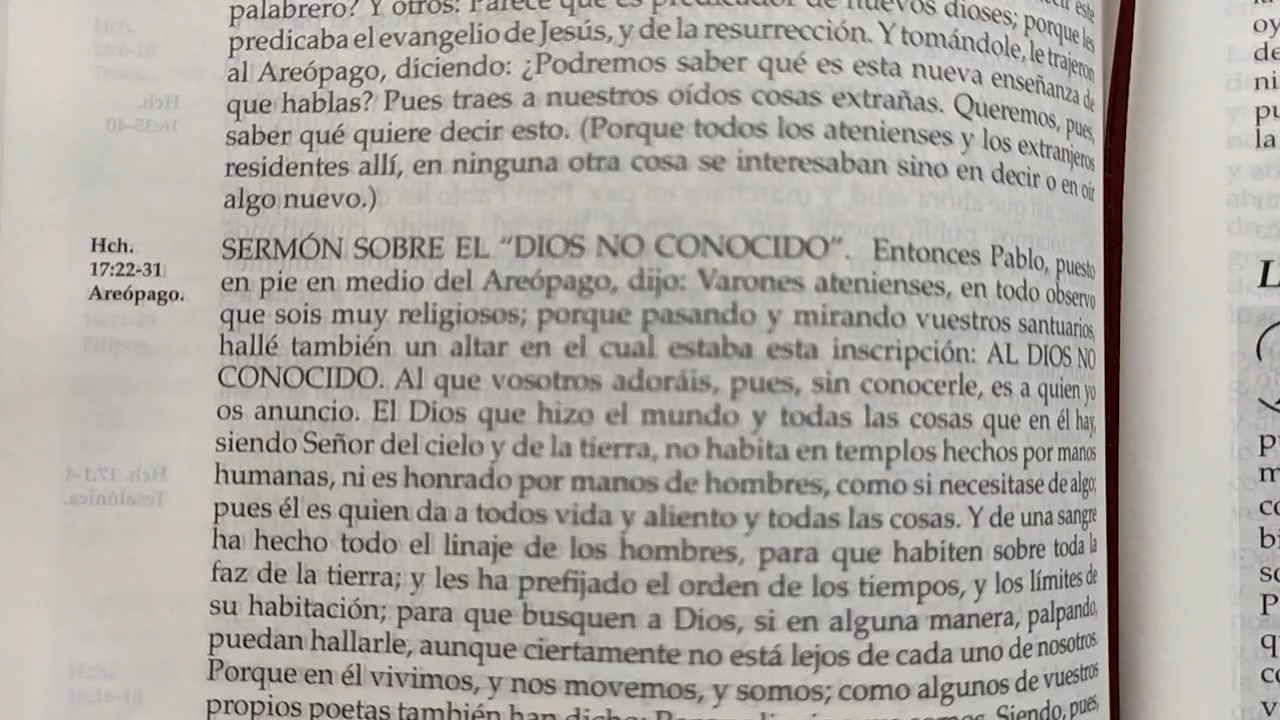 palabrero? Y otros: Parece que es predicador de nuevos dioses; porque les
predicaba el evangelio de Jesús, y de la resurrección. Y tomándole, le trajeron
al Areópago, diciendo: ¿Podremos saber qué es esta nueva enseñanza de
que hablas? Pues traes a nuestros oídos cosas extrañas. Queremos, pues,
saber qué quiere decir esto. (Porque todos los atenienses y los extranjeros
residentes allí, en ninguna otra cosa se interesaban sino en decir o en oír
algo nuevo.)
Hch.
17:22-31
Areópago.
SERMÓN SOBRE EL "DIOS NO CONOCIDO". Entonces Pablo, puesto
en pie en medio del Areópago, dijo: Varones atenienses, en todo observo
que sois muy religiosos; porque pasando y mirando vuestros santuarios,
hallé también un altar en el cual estaba esta inscripción: AL DIOS NO
CONOCIDO. Al que vosotros adoráis, pues, sin conocerle, es a quien yo
os anuncio. El Dios que hizo el mundo y todas las cosas que en él hay,
siendo Señor del cielo y de la tierra, no habita en templos hechos por manos
humanas, ni es honrado por manos de hombres, como si necesitase de algo;
pues él es quien da a todos vida y aliento y todas las cosas. Y de una sangre
ha hecho todo el linaje de los hombres, para que habiten sobre toda la
faz de la tierra; y les ha prefijado el orden de los tiempos, y los límites de
su habitación; para que busquen a Dios, si en alguna manera, palpando,
puedan hallarle, aunque ciertamente no está lejos de cada uno de nosotros.
Porque en él vivimos, y nos movemos, y somos; como algunos de vuestros
propios poetas también han dicho: Siendo, pues,